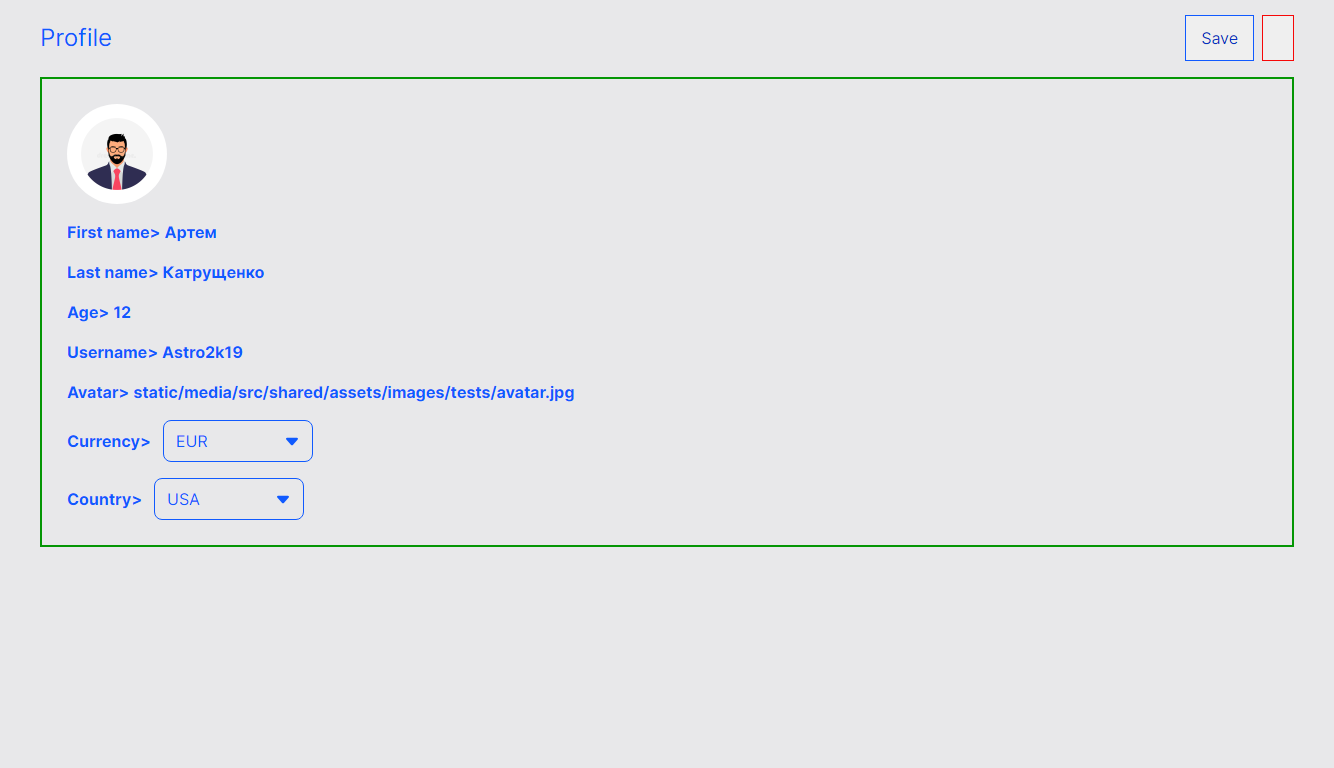 Profile
Save
First name> Артем
Last name> Катрущенко
Age> 12
Username> Astro2k19
Avatar> static/media/src/shared/assets/images/tests/avatar.jpg
Currency> EUR
Country> USA